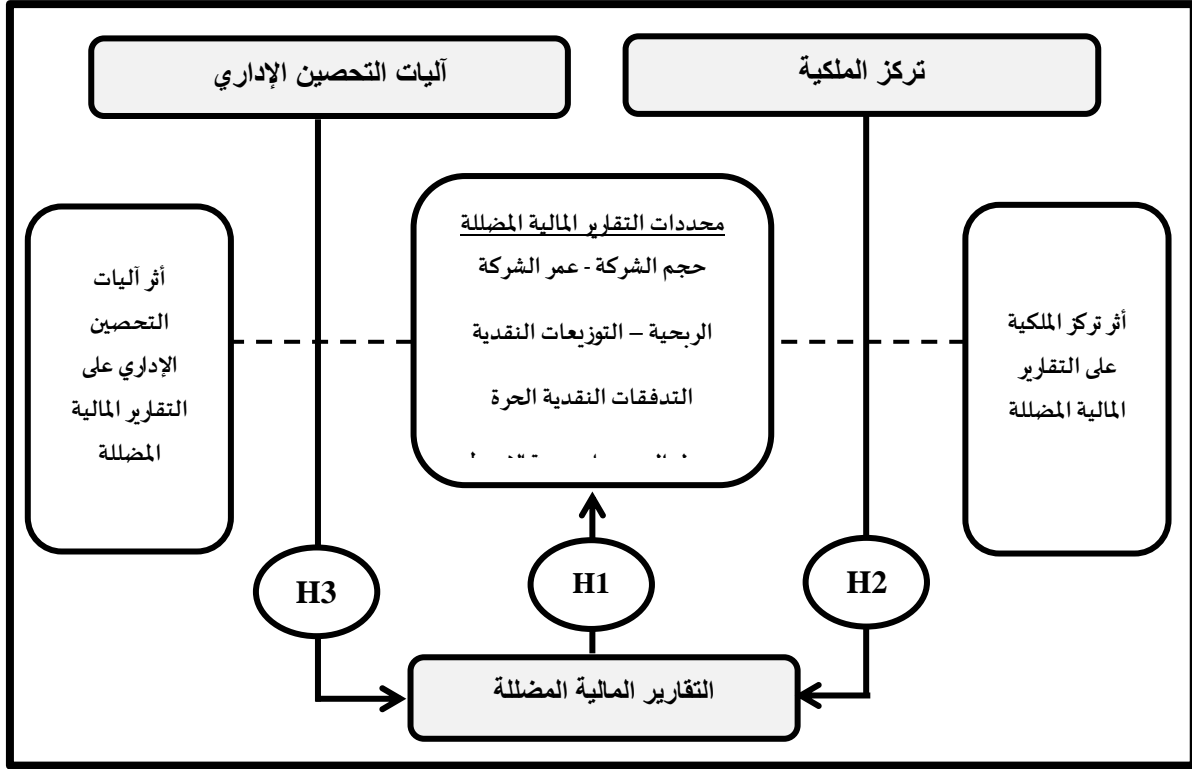 تركز الملكية
آليات التحصين الإداري
محددات التقارير المالية المضللة
حجم الشركة - عمر الشركة
الربحية – التوزيعات النقدية
التدفقات النقدية الحرة
أثر تركز الملكية
على التقارير
المالية المضللة
أثر آليات
التحصين
الإداري على
التقارير المالية
المضللة
H2
H1
H3
التقارير المالية المضللة